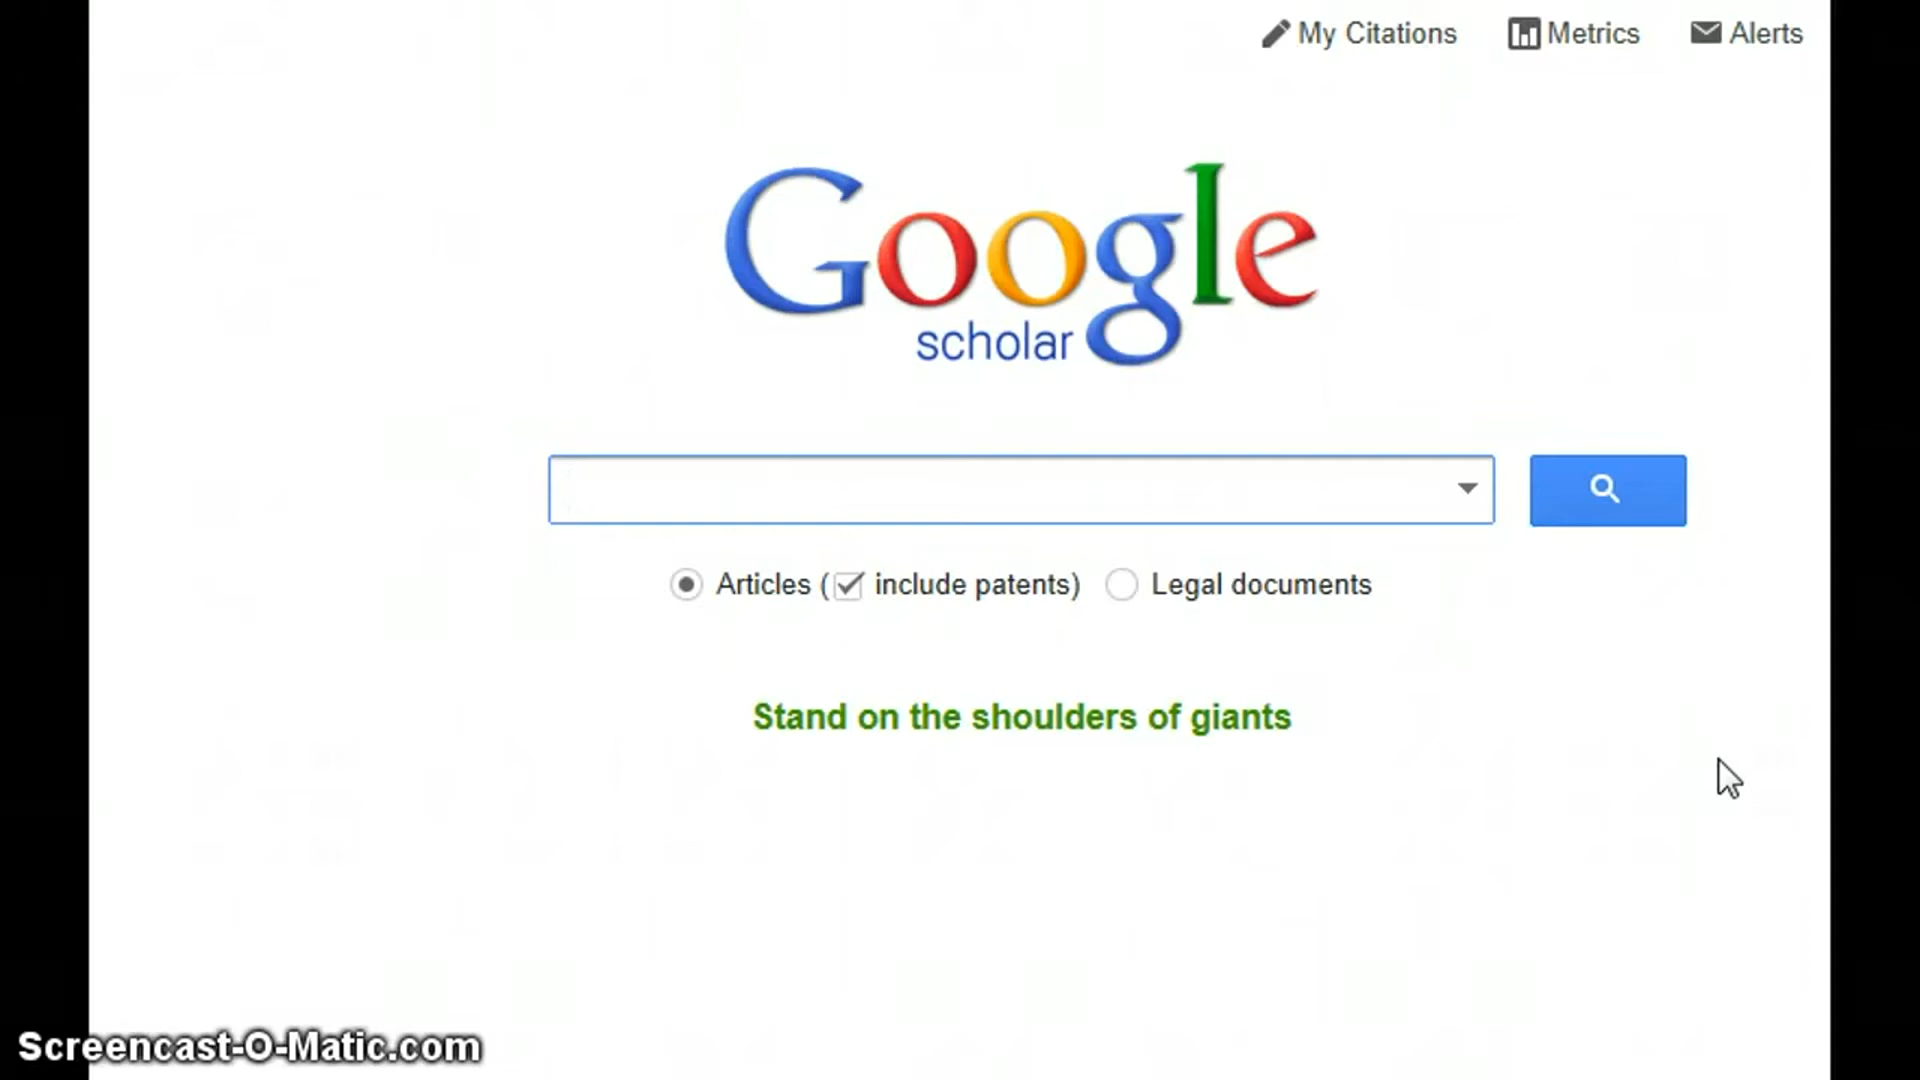 My Citations Metrics Alerts
Google
scholar
Articles ( include patents) Legal documents
Stand on the shoulders of giants
Screencast-O-Matic.com